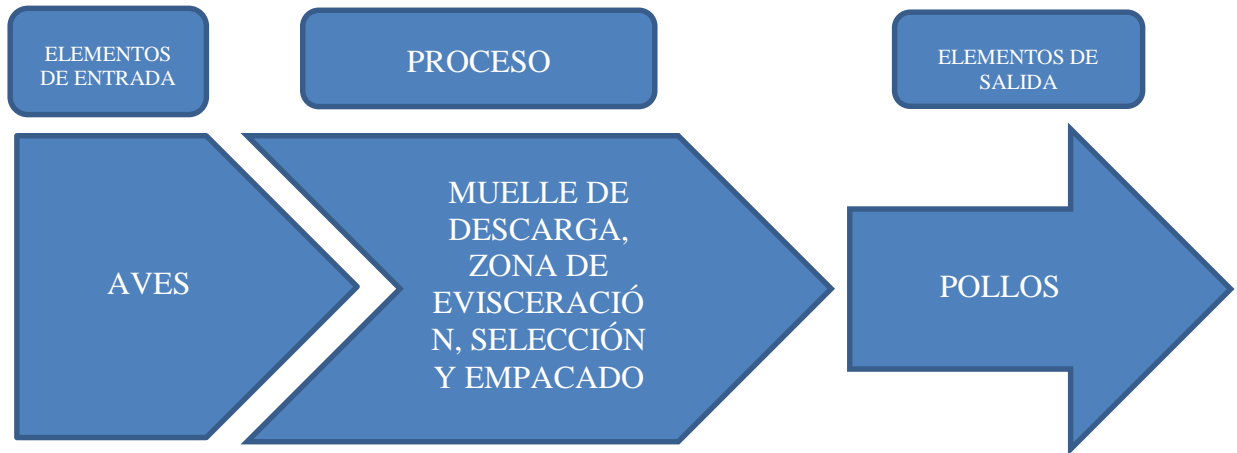 ELEMENTOS
DE ENTRADA
PROCESO
ELEMENTOS DE
SALIDA
AVES
MUELLE DE
DESCARGA,
ZONA DE
EVISCERACIÓ
N, SELECCIÓN
Y EMPACADO
POLLOS